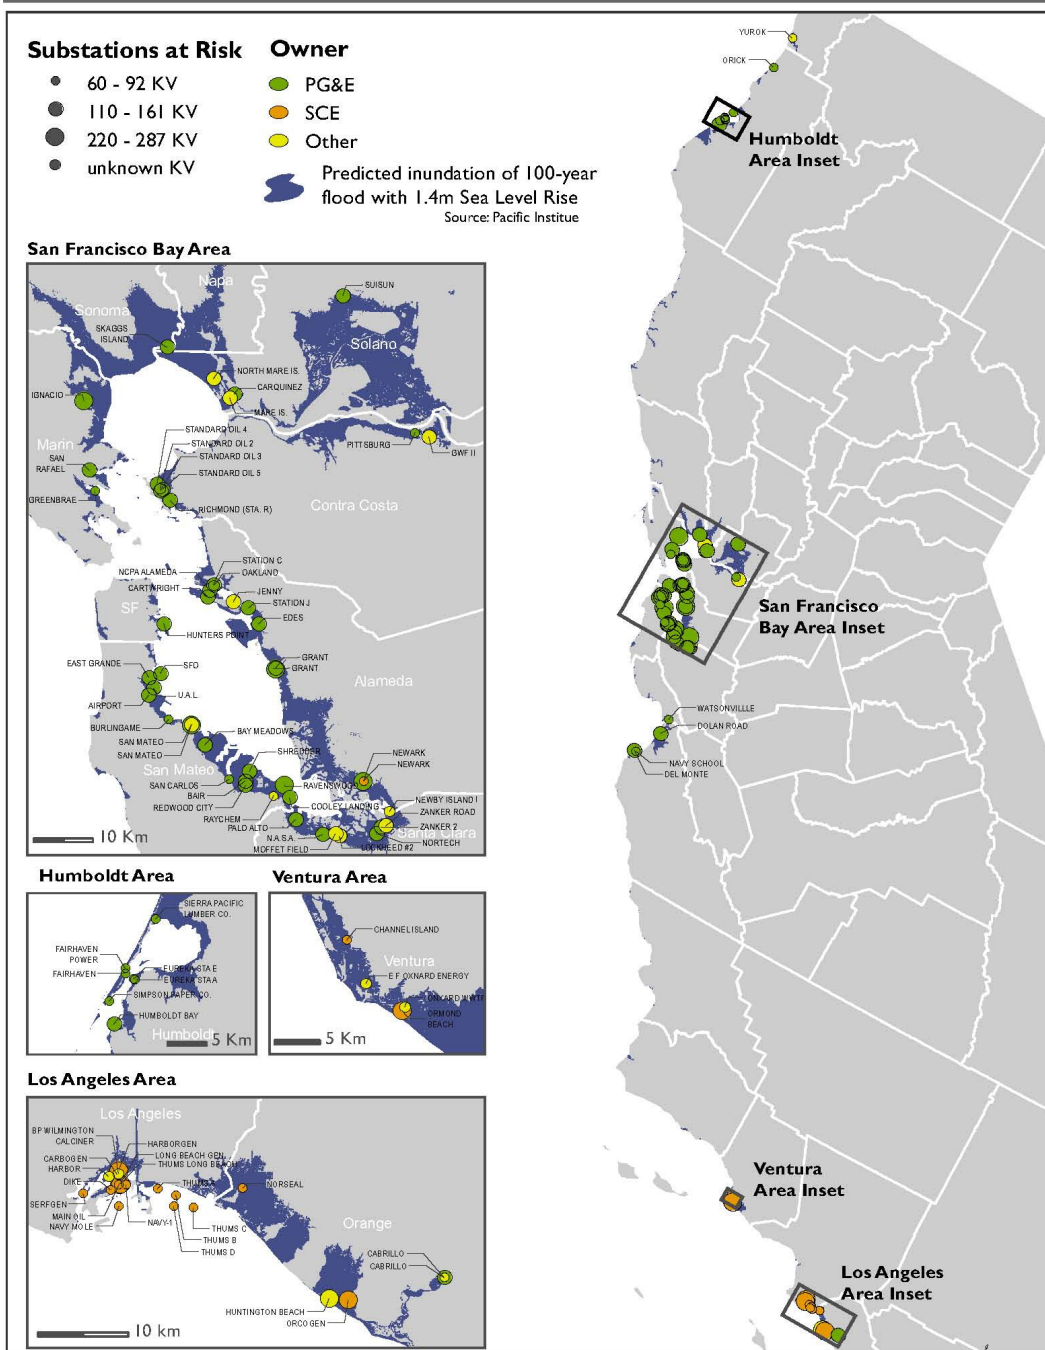 Substations at Risk
60 - 92 KV
110 - 161 KV
220 - 287 KV
unknown KV
Owner
PG&E
SCE
Other
Predicted inundation of 100-year
flood with 1.4m Sea Level Rise
Source: Pacific Institue
San Francisco Bay Area
Napa
Sonoma
SUISUN
SKAGGS
ISLAND
Solano
NORTH MARE IS.
CARQUINEZ
IGNACIO
MARE IS.
STANDARD OIL 4
STANDARD OIL 2
PITTSBURG
GWF II
Marin
STANDARD OIL 3
SAN
RAFAEL
STANDARD OIL 5
GREENBRAE
RICHMOND (STA. R)
Contra Costa
STATION C
NCPA ALAMEDA
OAKLAND
CARTWRIGHT
JENNY
SF
STATION J
EDES
HUNTERS POINT
GRANT
EAST GRANDE
SFO
GRANT
Alameda
U.A.L.
AIRPORT
BURLINGAME
BAY MEADOWS
SAN MATEO
SAN MATEO
SHREDDER
NEWARK
San Mateo
NEWARK
SAN CARLOS
RAVENSWOOD
BAIR
REDWOOD CITY
COOLEY LANDING
NEWBY ISLAND I
RAYCHEM
ZANKER ROAD
PALO ALTO
ZANKER 2
N.A.S.A.
Santa Clara
NORTECH
MOFFET FIELD
LOCKHEED #2
10 Km
Humboldt Area
SIERRA PACIFIC
LUMBER CO.
FAIRHAVEN
POWER
EUREKA STA E
FAIRHAVEN
EUREKA STA A
SIMPSON PAPER CO.
HUMBOLDT BAY
Humboldt
5 Km
Ventura Area
CHANNEL ISLAND
Ventura
E F OXNARD ENERGY
ONXARD WWTP
ORMOND
BEACH
5 Km
Los Angeles Area
Los Angeles
BP WILMINGTON
CALCINER
HARBORGEN
CARBOGEN
LONG BEACH GEN
HARBOR
THUMS LONG BEACH
DIKE
THUMS A
NORSEAL
SERFGEN
MAIN OIL
NAVY MOLE
NAVY-1
THUMS C
THUMS B
THUMS D
Orange
CABRILLO
CABRILLO
HUNTINGTON BEACH
ORCOGEN
10 km
YUROK
ORICK
Humboldt
Area Inset
San Francisco
Bay Area Inset
WATSONVILLLE
DOLAN ROAD
NAVY SCHOOL
DEL MONTE
Ventura
Area Inset
Los Angeles
Area Inset